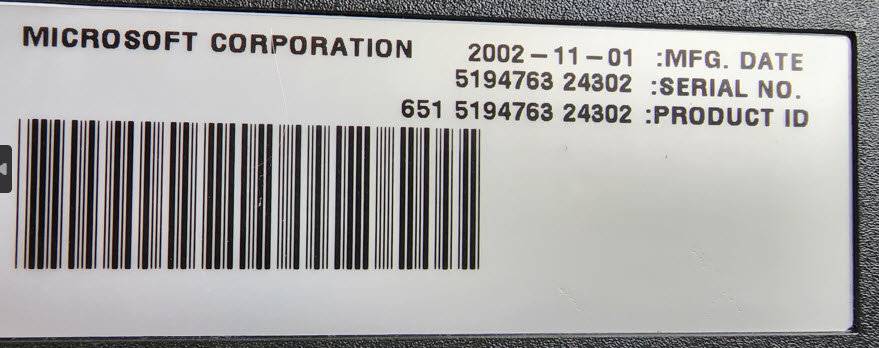 MICROSOFT CORPORATION
2002-11-01 :MFG. DATE
5194763 24302 :SERIAL NO.
651 5194763 24302 :PRODUCT ID